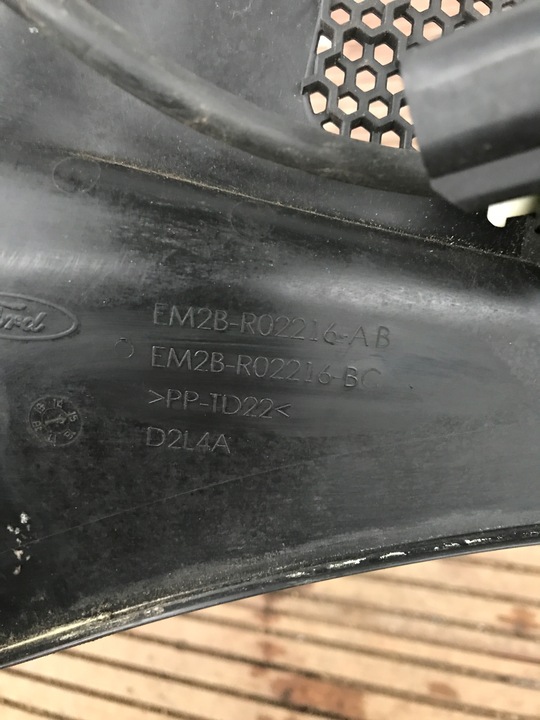 Ford
EM2B-R02216-AB
EM2B-R02216-BC
>PP-TD22<
D2L4A